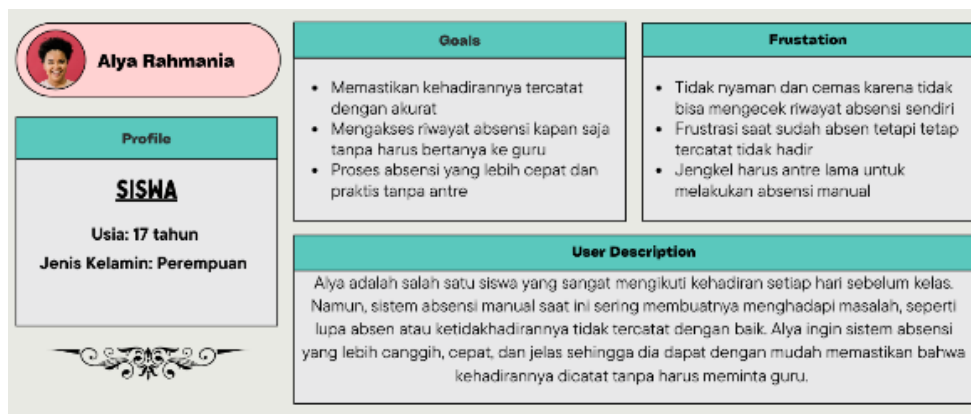 Alya Rahmania
Profile
SISWA
Usia: 17 tahun
Jenis Kelamin: Perempuan
Goals
• Memastikan kehadirannya tercatat
dengan akurat
• Mengakses riwayat absensi kapan saja
tanpa harus bertanya ke guru
• Proses absensi yang lebih cepat dan
praktis tanpa antre
Frustation
• Tidak nyaman dan cemas karena tidak
bisa mengecek riwayat absensi sendiri
• Frustrasi saat sudah absen tetapi tetap
tercatat tidak hadir
• Jengkel harus antre lama untuk
melakukan absensi manual
User Description
Alya adalah salah satu siswa yang sangat mengikuti kehadiran setiap hari sebelum kelas.
Namun, sistem absensi manual saat ini sering membuatnya menghadapi masalah, seperti
lupa absen atau ketidakhadirannya tidak tercatat dengan baik. Alya ingin sistem absensi
yang lebih canggih, cepat, dan jelas sehingga dia dapat dengan mudah memastikan bahwa
kehadirannya dicatat tanpa harus meminta guru.